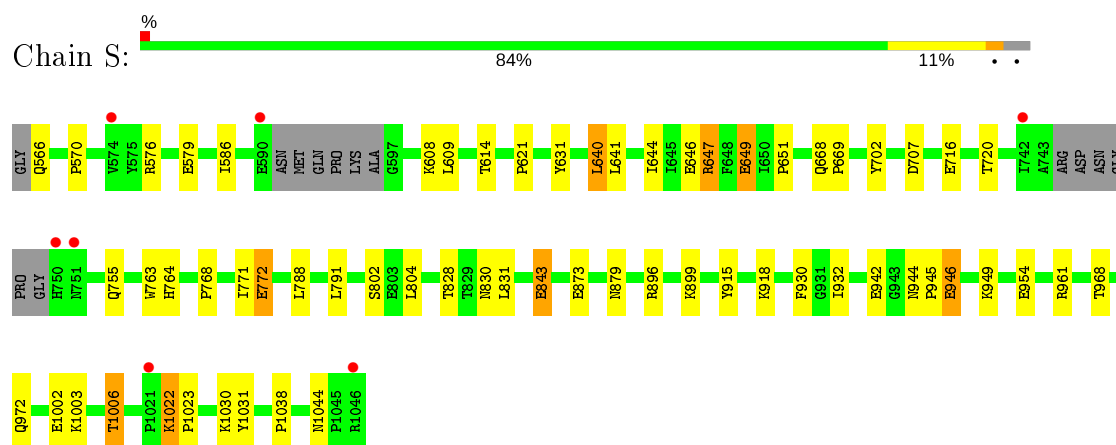 %
Chain S:
84%
11%
•
•
GLY Q566 P570 V574 Y575 R576 E579 I586 E590 ASN MET GLN PRO LYS ALA G597 K608 L609 T614 P621 Y631 L640 L641 I644 I645 E646 R647 F648 E649 I650 P651 Q668 P669 Y702 D707 E716 T720 I742 A743 ARG ASP ASN GLY
PRO GLY H750 N751 Q755 W763 H764 P768 I771 E772 L788 L791 S802 E803 L804 T828 T829 N830 L831 E843 E873 N879 R896 K899 Y915 K918 F930 G931 I932 E942 G943 N944 P945 E946 K949 E954 R961 T968
Q972 E1002 K1003 T1006 P1021 K1022 P1023 K1030 Y1031 P1038 N1044 P1045 R1046